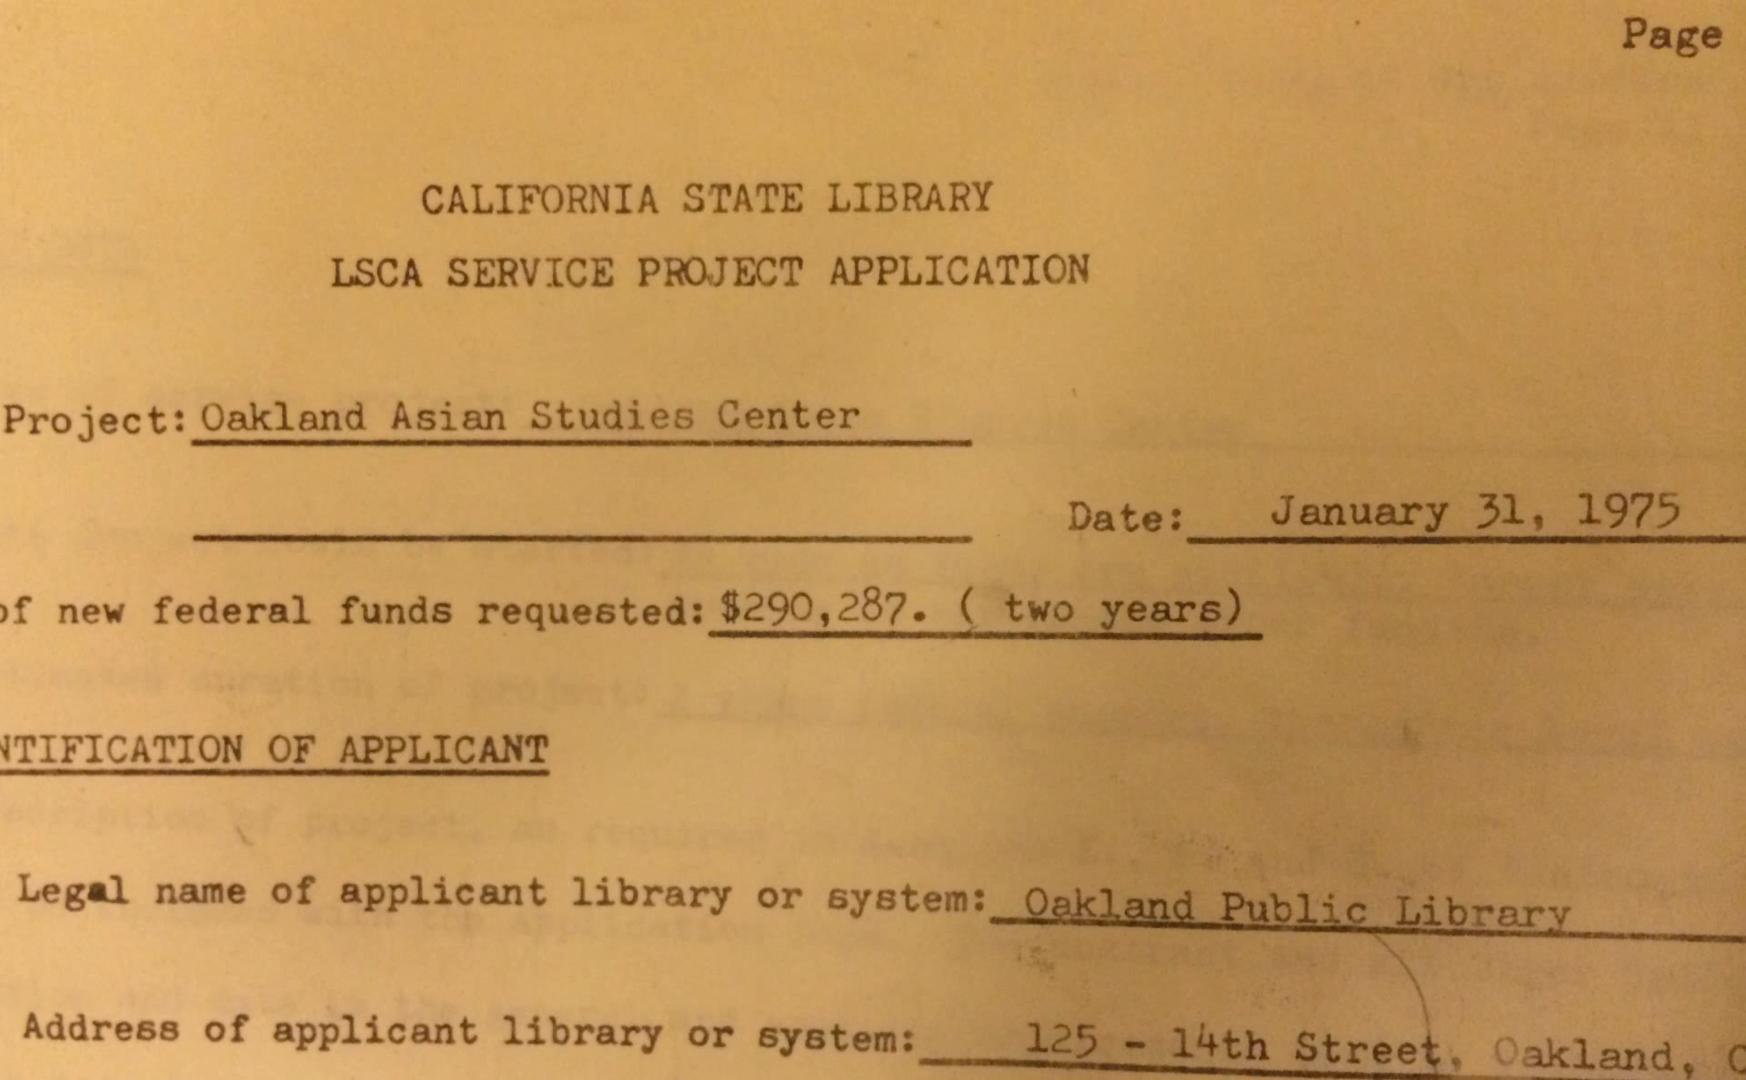 Page
CALIFORNIA STATE LIBRARY
LSCA SERVICE PROJECT APPLICATION
Project: Oakland Asian Studies Center
Date: January 31, 1975
of new federal funds requested: $290,287. ( two years)
NTIFICATION OF APPLICANT
Legal name of applicant library or system: Oakland Public Library
Address of applicant library or system: 125 - 14th Street, Oakland, C